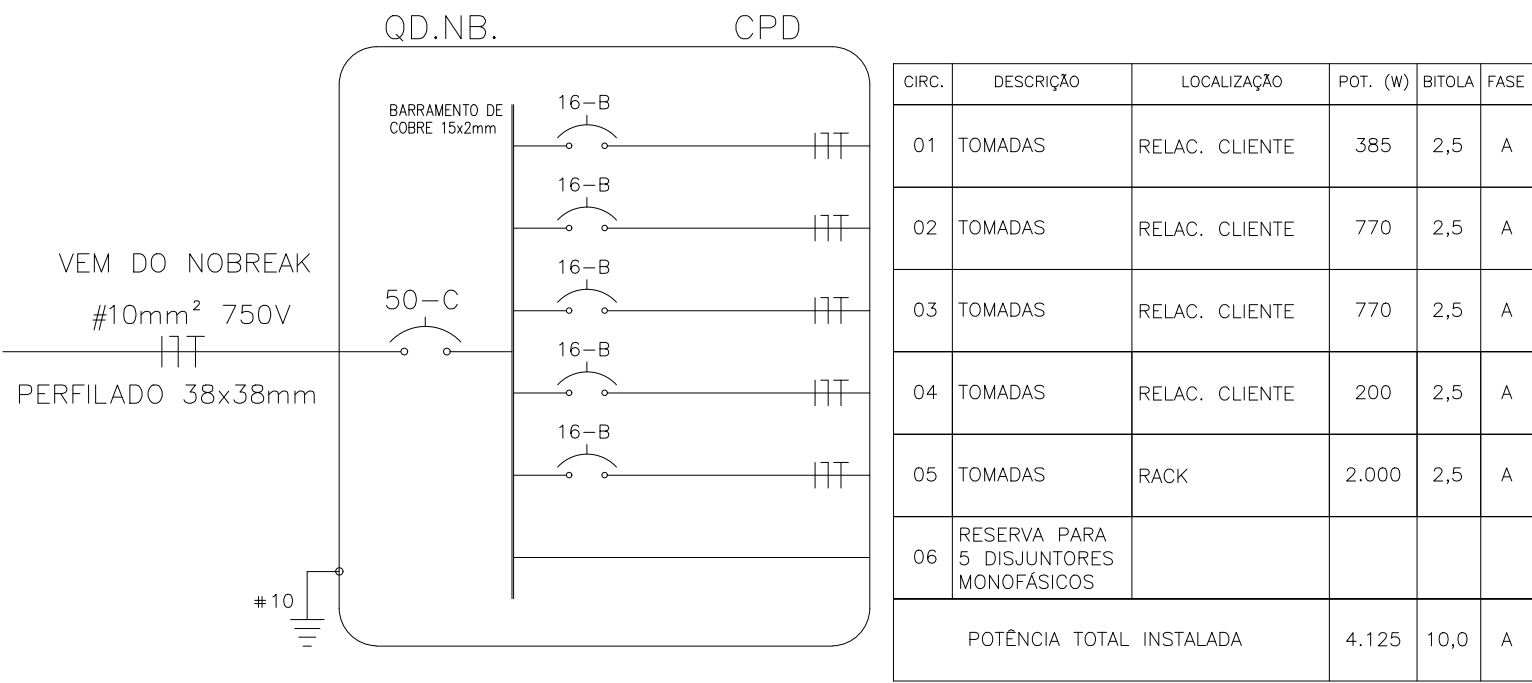 QD.NB. CPD
BARRAMENTO DE
COBRE 15x2mm
16-B
16-B
16-B
16-B
16-B
VEM DO NOBREAK
#10mm² 750V
PERFILADO 38x38mm
50-C
#10
CIRC. DESCRIÇÃO LOCALIZAÇÃO POT. (W) BITOLA FASE
01 TOMADAS RELAC. CLIENTE 385 2,5 A
02 TOMADAS RELAC. CLIENTE 770 2,5 A
03 TOMADAS RELAC. CLIENTE 770 2,5 A
04 TOMADAS RELAC. CLIENTE 200 2,5 A
05 TOMADAS RACK 2.000 2,5 A
06 RESERVA PARA
5 DISJUNTORES
MONOFÁSICOS
POTÊNCIA TOTAL INSTALADA 4.125 10,0 A